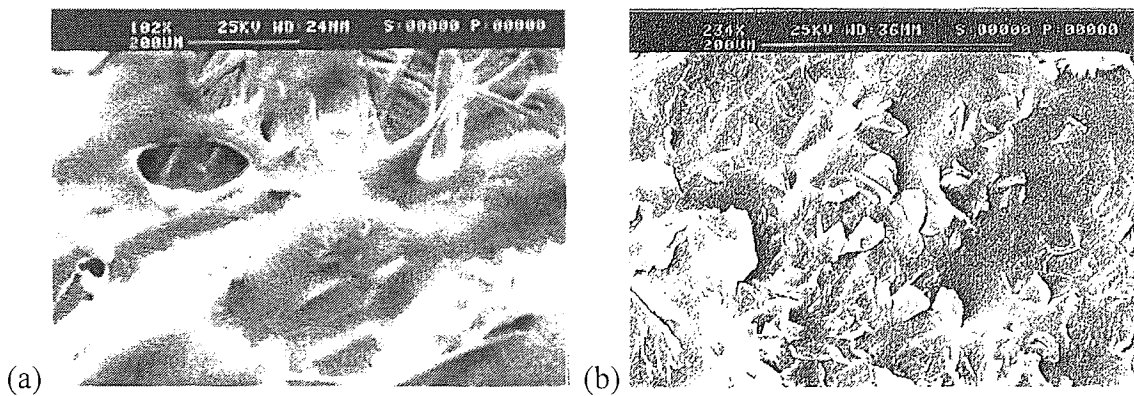 102X 25KV WD:24MM S:00000 P:00000
200UM
234X 25KV WD:36MM S:00000 P:00000
200UM
(a)
(b)